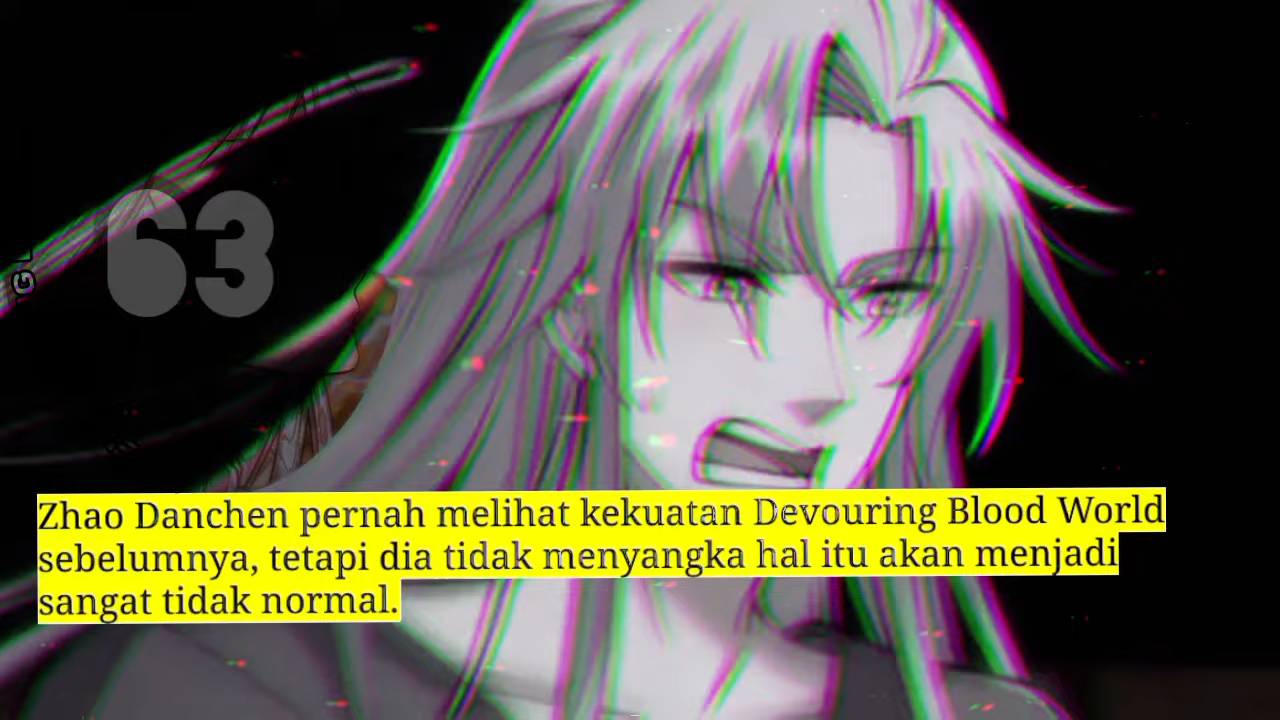 63
GL
Zhao Danchen pernah melihat kekuatan Devouring Blood World
sebelumnya, tetapi dia tidak menyangka hal itu akan menjadi
sangat tidak normal.